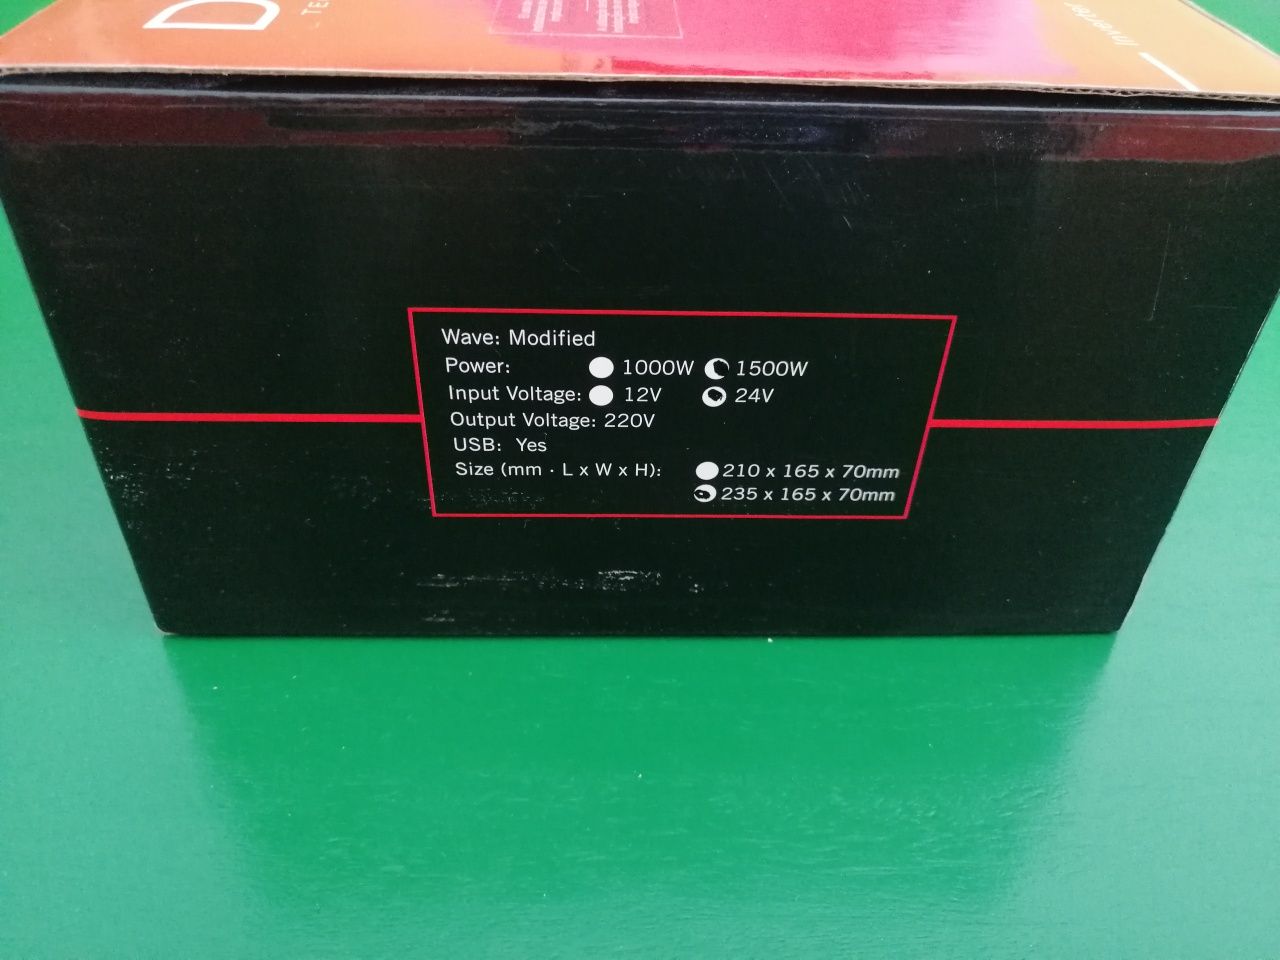 Inverter
Wave: Modified
Power: 1000W 1500W
Input Voltage: 12V 24V
Output Voltage: 220V
USB: Yes
Size (mm · L x W x H): 210 x 165 x 70mm
235 x 165 x 70mm